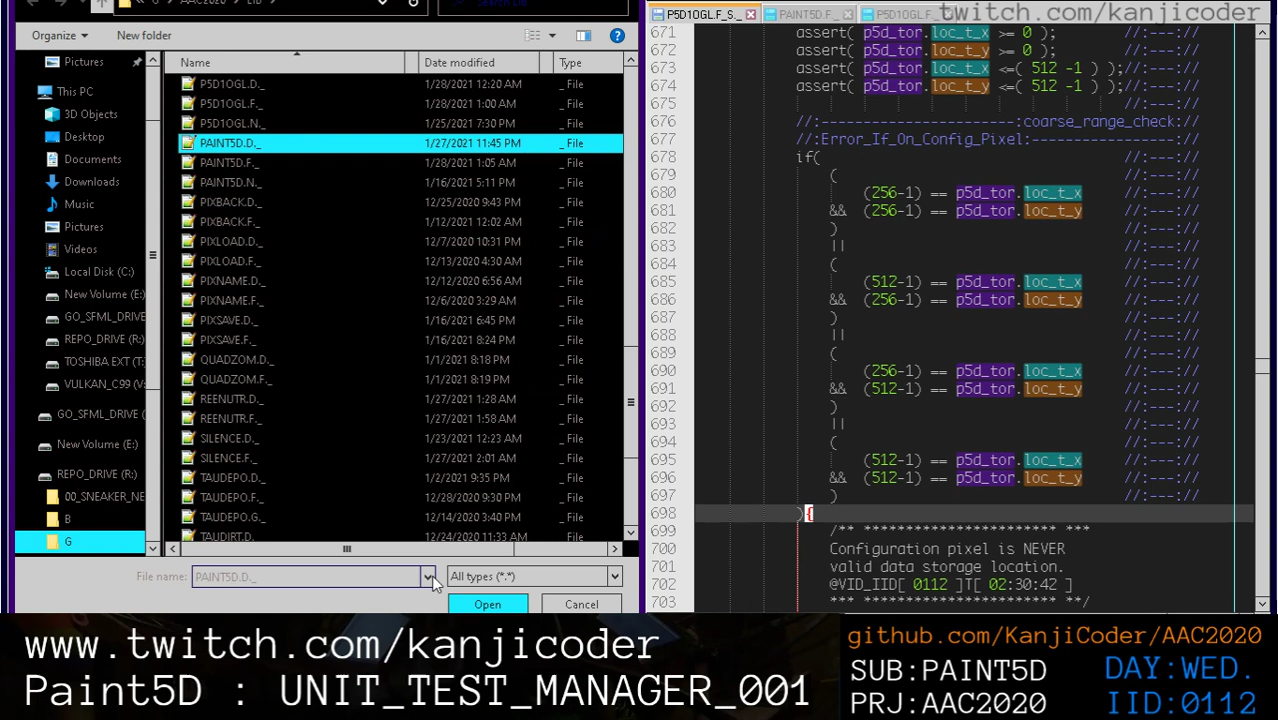 G › AAC2020 › LIB
Search LIB
Organize
New folder
Pictures
This PC
3D Objects
Desktop
Documents
Downloads
Music
Pictures
Videos
Local Disk (C:)
New Volume (E:)
GO_SFML_DRIVE
REPO_DRIVE (R:)
TOSHIBA EXT (T:)
VULKAN_C99 (V:)
GO_SFML_DRIVE (
New Volume (E:)
REPO_DRIVE (R:)
00_SNEAKER_NE
B
G
Name Date modified Type
P5D1OGL.D._ 1/28/2021 12:20 AM _ File
P5D1OGL.F._ 1/28/2021 1:00 AM _ File
P5D1OGL.N._ 1/25/2021 7:30 PM _ File
PAINT5D.D._ 1/27/2021 11:45 PM _ File
PAINT5D.F._ 1/28/2021 1:05 AM _ File
PAINT5D.N._ 1/16/2021 5:11 PM _ File
PIXBACK.D._ 12/25/2020 9:43 PM _ File
PIXBACK.F._ 1/1/2021 12:02 AM _ File
PIXLOAD.D._ 12/7/2020 10:31 PM _ File
PIXLOAD.F._ 12/13/2020 4:30 AM _ File
PIXNAME.D._ 12/12/2020 6:56 AM _ File
PIXNAME.F._ 12/6/2020 3:29 AM _ File
PIXSAVE.D._ 1/16/2021 6:45 PM _ File
PIXSAVE.F._ 1/16/2021 8:24 PM _ File
QUADZOM.D._ 1/1/2021 8:18 PM _ File
QUADZOM.F._ 1/1/2021 8:19 PM _ File
REENUTR.D._ 1/27/2021 1:28 AM _ File
REENUTR.F._ 1/27/2021 1:58 AM _ File
SILENCE.D._ 1/23/2021 12:23 AM _ File
SILENCE.F._ 1/27/2021 2:01 AM _ File
TAUDEPO.D._ 12/27/2020 5:59 PM _ File
TAUDEPO.F._ 12/28/2020 9:30 PM _ File
TAUDEPO.G._ 12/14/2020 3:40 PM _ File
TAUDIRT.D. 12/24/2020 11:33 AM _ File
File name: PAINT5D.D._ All types (*.*)
Open Cancel
P5D1OGL.F_S._ PAINT5D.F._ P5D1OGL.F._
twitch.com/kanjicoder
671 assert( p5d_tor.loc_t_x >= 0 ); //:---://
672 assert( p5d_tor.loc_t_y >= 0 ); //:---://
673 assert( p5d_tor.loc_t_x <=( 512 -1 ) );//:---://
674 assert( p5d_tor.loc_t_y <=( 512 -1 ) );//:---://
675 //:---://
676 //:----------------------:coarse_range_check://
677 //:Error_If_On_Config_Pixel:----------------://
678 if( //:---://
679 ( //:---://
680 (256-1) == p5d_tor.loc_t_x //:---://
681 && (256-1) == p5d_tor.loc_t_y //:---://
682 ) //:---://
683 || //:---://
684 ( //:---://
685 (512-1) == p5d_tor.loc_t_x //:---://
686 && (256-1) == p5d_tor.loc_t_y //:---://
687 ) //:---://
688 || //:---://
689 ( //:---://
690 (256-1) == p5d_tor.loc_t_x //:---://
691 && (512-1) == p5d_tor.loc_t_y //:---://
692 ) //:---://
693 || //:---://
694 ( //:---://
695 (512-1) == p5d_tor.loc_t_x //:---://
696 && (512-1) == p5d_tor.loc_t_y //:---://
697 ) //:---://
698 ){
699 /** *********************** ***
700 Configuration pixel is NEVER
701 valid data storage location.
702 @VID_IID[ 0112 ]T[ 02:30:42 ]
703 *** *********************** **/
www.twitch.com/kanjicoder
Paint5D : UNIT_TEST_MANAGER_001
github.com/KanjiCoder/AAC2020
SUB:PAINT5D DAY:WED.
PRJ:AAC2020 IID:0112